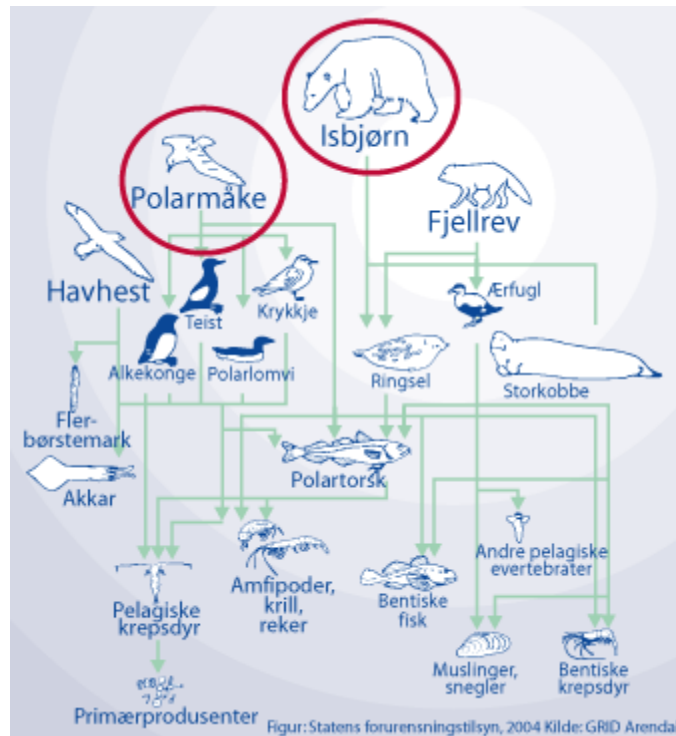 Isbjørn
Polarmåke
Fjellrev
Havhest
Teist
Krykkje
Ærfugl
Alkekonge
Polarlomvi
Ringsel
Storkobbe
Fler-
børstemark
Akkar
Polartorsk
Pelagiske
krepsdyr
Amfipoder,
krill,
reker
Bentiske
fisk
Andre pelagiske
evertebrater
Muslinger,
snegler
Bentiske
krepsdyr
Primærprodusenter
Figur: Statens forurensningstilsyn, 2004 Kilde: GRID Arendal